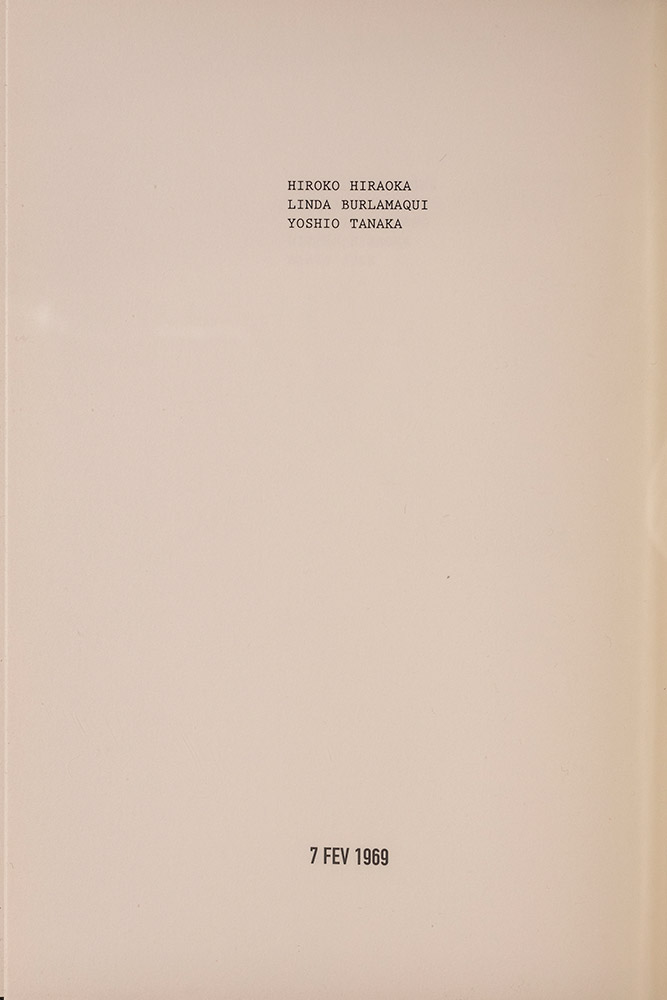 HIROKO HIRAOKA
LINDA BURLAMAQUI
YOSHIO TANAKA
7 FEV 1969